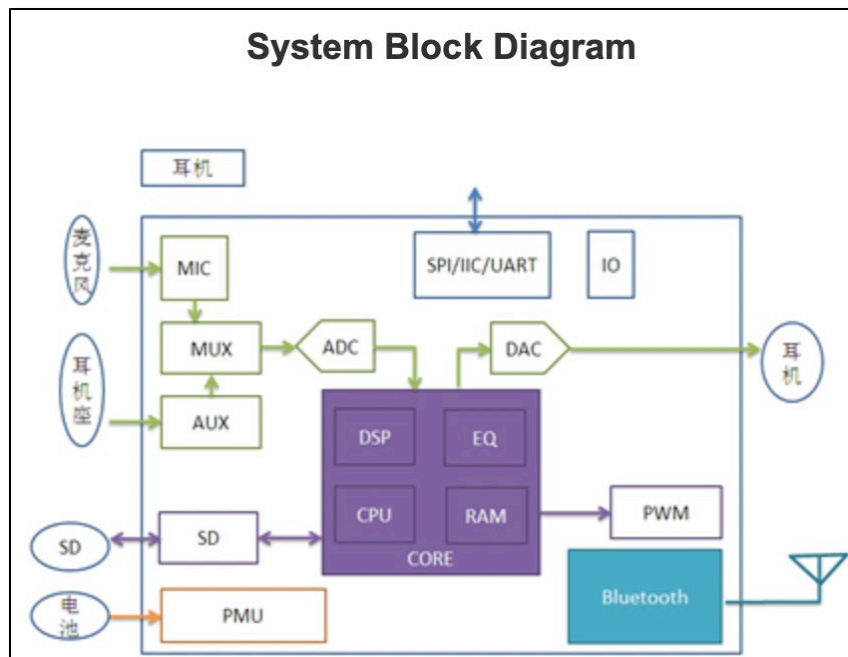 System Block Diagram
耳机
麦克风
MIC
SPI/IIC/UART
IO
MUX
ADC
DAC
耳机
耳机座
AUX
DSP
EQ
CPU
RAM
CORE
PWM
SD
SD
Bluetooth
电池
PMU